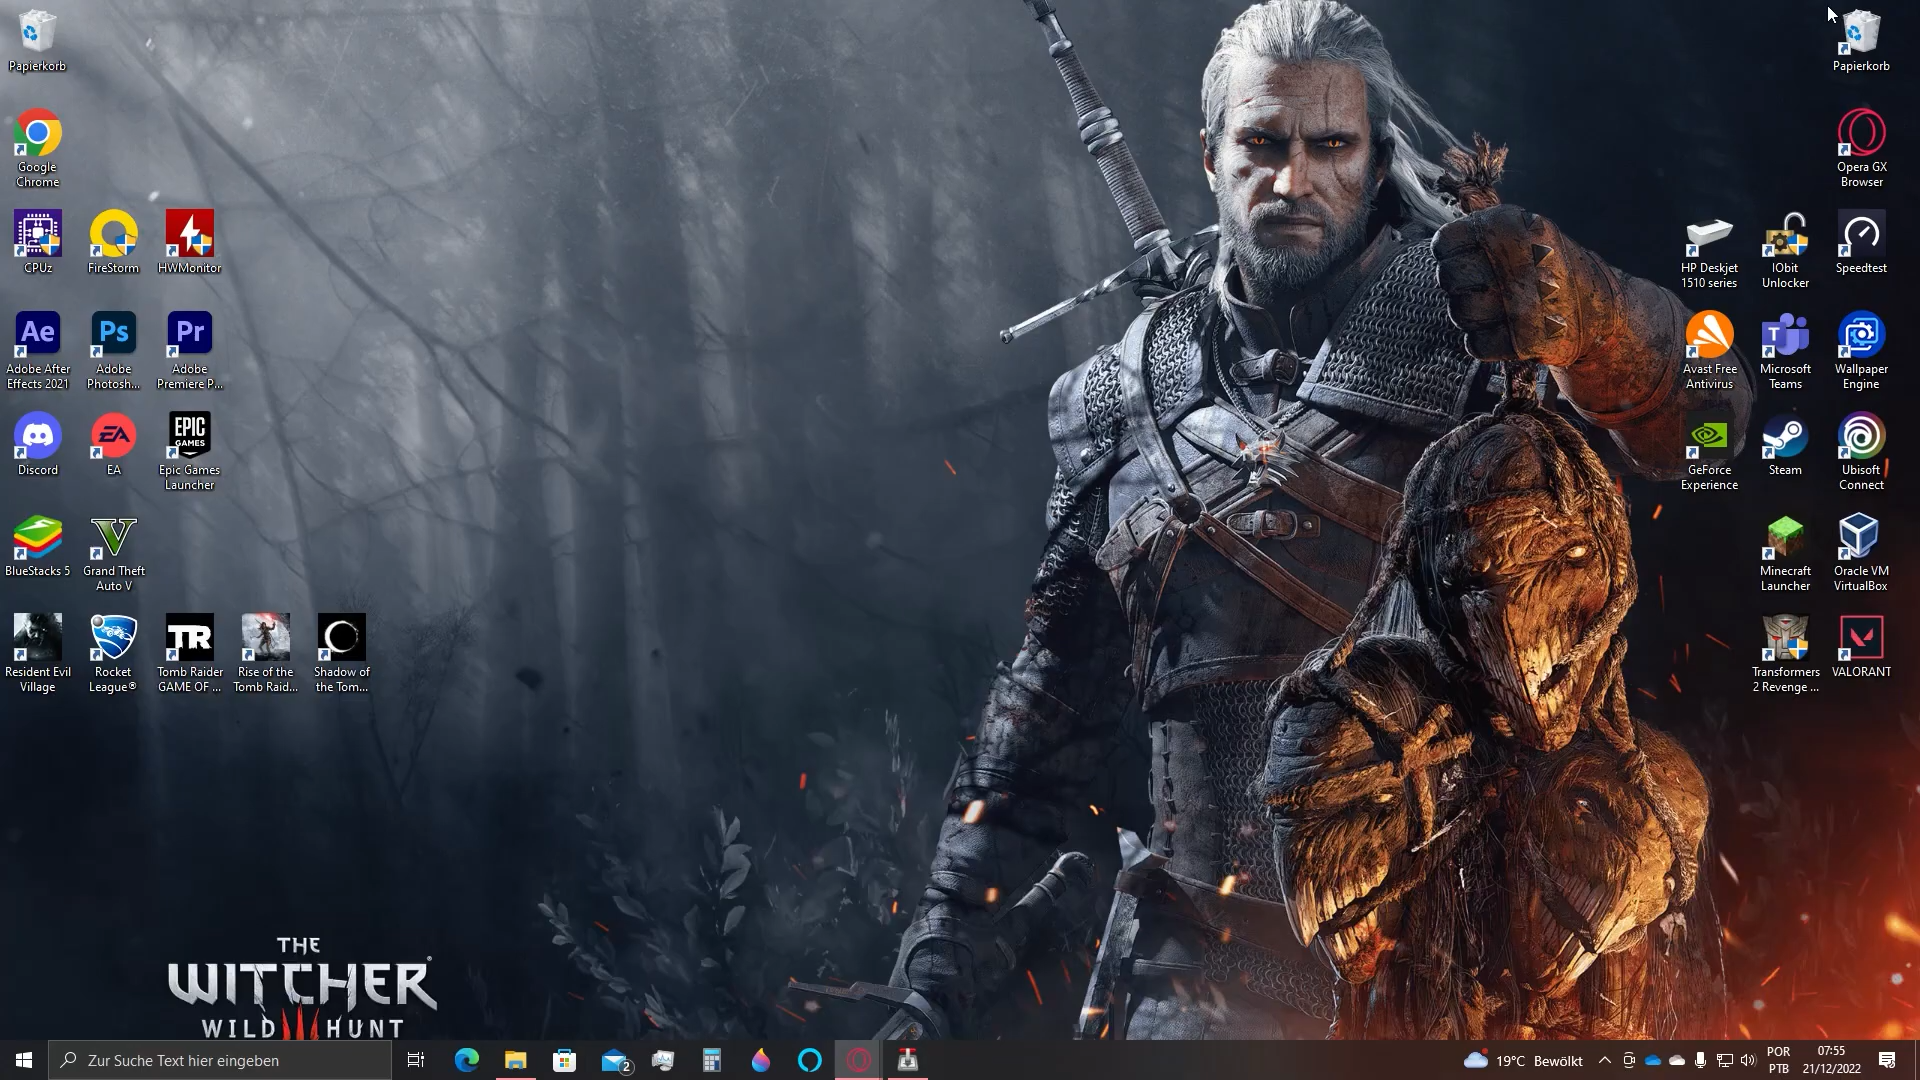 Papierkorb
Papierkorb
Google
Chrome
Opera GX
Browser
CPUz
FireStorm
HWMonitor
HP Deskjet
1510 series
IObit
Unlocker
Speedtest
Ae
Ps
Pr
Adobe After
Effects 2021
Adobe
Photosh...
Adobe
Premiere P...
Avast Free
Antivirus
T
Microsoft
Teams
Wallpaper
Engine
EA
EPIC
GAMES
Discord
EA
Epic Games
Launcher
GeForce
Experience
Steam
Ubisoft
Connect
V
BlueStacks 5
Grand Theft
Auto V
Minecraft
Launcher
Oracle VM
VirtualBox
TR
Resident Evil
Village
Rocket
League®
Tomb Raider
GAME OF ...
Rise of the
Tomb Raid...
Shadow of
the Tom...
Transformers
2 Revenge ...
VALORANT
THE
WITCHER®
WILD III HUNT
Zur Suche Text hier eingeben
2
19°C Bewölkt
POR
PTB
07:55
21/12/2022